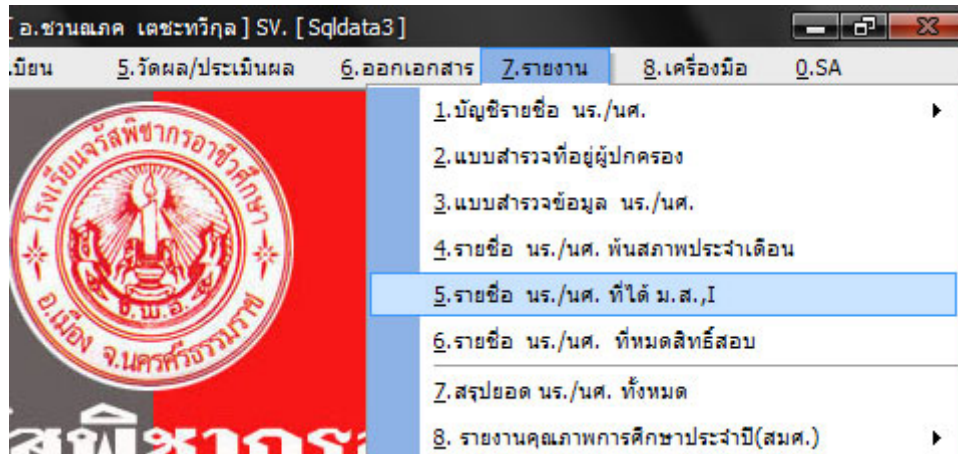 [ อ.ชวนณภค เตชะทวีกุล ] SV. [ Sqldata3 ]
5.วัดผล/ประเมินผล 6.ออกเอกสาร 7.รายงาน 8.เครื่องมือ 0.SA
1.บัญชีรายชื่อ นร./นศ.
2.แบบสำรวจที่อยู่ผู้ปกครอง
3.แบบสำรวจข้อมูล นร./นศ.
4.รายชื่อ นร./นศ. พ้นสภาพประจำเดือน
5.รายชื่อ นร./นศ. ที่ได้ ม.ส.,I
6.รายชื่อ นร./นศ. ที่หมดสิทธิ์สอบ
7.สรุปยอด นร./นศ. ทั้งหมด
8. รายงานคุณภาพการศึกษาประจำปี(สมศ.)
โรงเรียนจรัสพิชากรอาชีวศึกษา
จ.พ.อ.
อ.เมือง จ.นครศรีธรรมราช